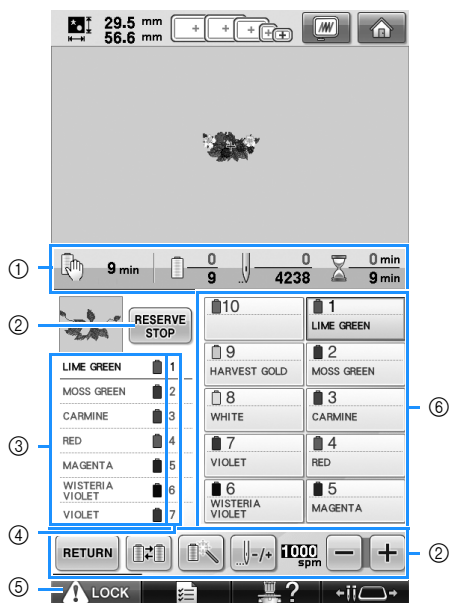 29.5 mm
56.6 mm
①
9 min
0
9
0
4238
0 min
9 min
②
RESERVE
STOP
10
1
LIME GREEN
9
HARVEST GOLD
2
MOSS GREEN
8
WHITE
3
CARMINE
7
VIOLET
4
RED
6
WISTERIA
VIOLET
5
MAGENTA
⑥
③
LIME GREEN 1
MOSS GREEN 2
CARMINE 3
RED 4
MAGENTA 5
WISTERIA
VIOLET 6
VIOLET 7
④
RETURN
-/+
1000
spm
− +
②
⑤
LOCK
?